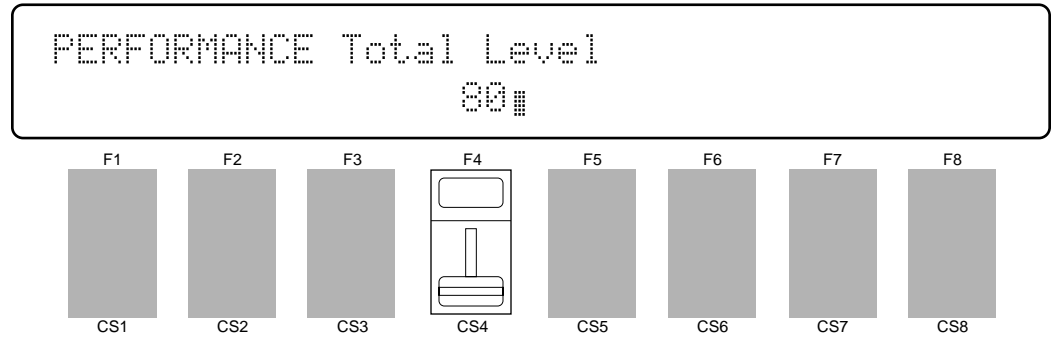 PERFORMANCE Total Level
80
F1 F2 F3 F4 F5 F6 F7 F8
CS1 CS2 CS3 CS4 CS5 CS6 CS7 CS8